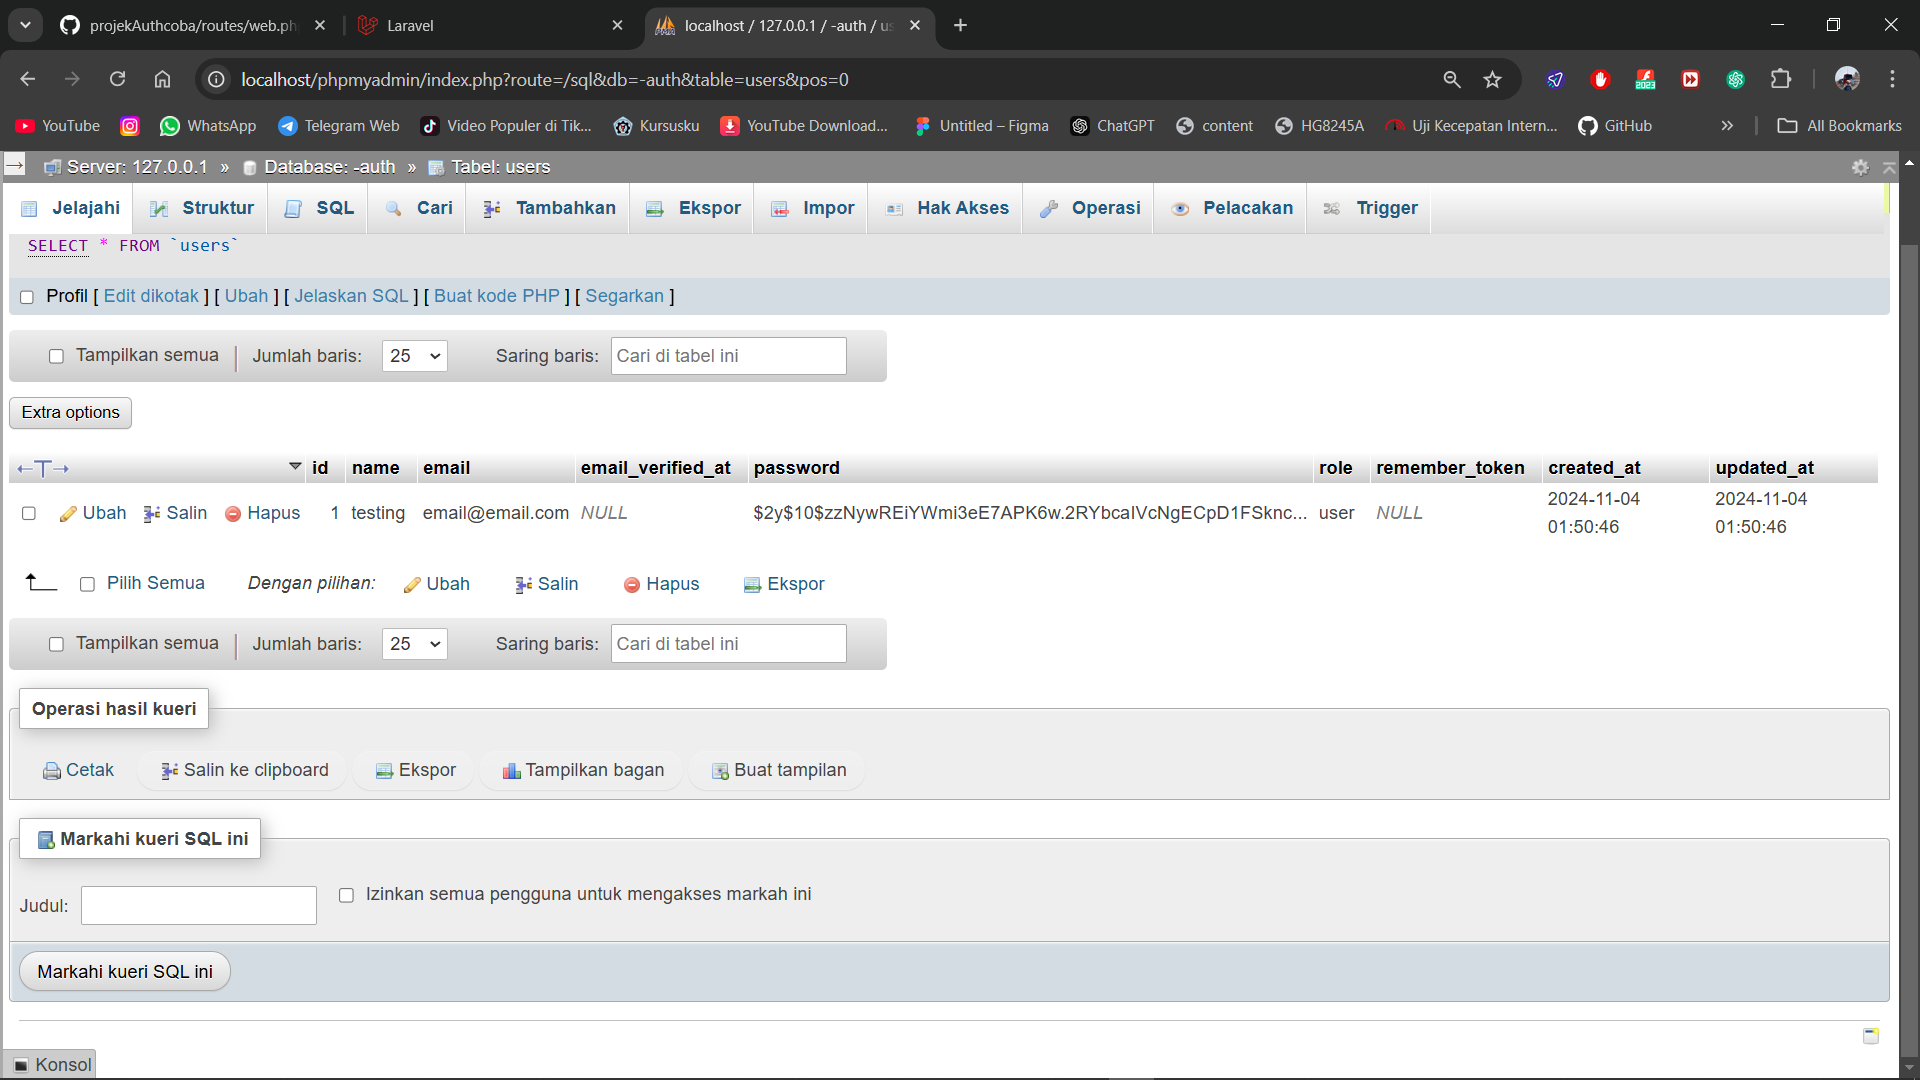 projekAuthcoba/routes/web.ph
Laravel
localhost / 127.0.0.1 / -auth / us
localhost/phpmyadmin/index.php?route=/sql&db=-auth&table=users&pos=0
YouTube WhatsApp Telegram Web Video Populer di Tik... Kursusku YouTube Download... Untitled – Figma ChatGPT content HG8245A Uji Kecepatan Intern... GitHub » All Bookmarks
Server: 127.0.0.1 » Database: -auth » Tabel: users
Jelajahi Struktur SQL Cari Tambahkan Ekspor Impor Hak Akses Operasi Pelacakan Trigger
SELECT * FROM `users`
Profil [ Edit dikotak ] [ Ubah ] [ Jelaskan SQL ] [ Buat kode PHP ] [ Segarkan ]
Tampilkan semua Jumlah baris: 25 Saring baris: Cari di tabel ini
Extra options
←T→ id name email email_verified_at password role remember_token created_at updated_at
Ubah Salin Hapus 1 testing email@email.com NULL $2y$10$zzNywREiYWmi3eE7APK6w.2RYbcaIVcNgECpD1FSknc... user NULL 2024-11-04 01:50:46 2024-11-04 01:50:46
Pilih Semua Dengan pilihan: Ubah Salin Hapus Ekspor
Tampilkan semua Jumlah baris: 25 Saring baris: Cari di tabel ini
Operasi hasil kueri
Cetak Salin ke clipboard Ekspor Tampilkan bagan Buat tampilan
Markahi kueri SQL ini
Judul: Izinkan semua pengguna untuk mengakses markah ini
Markahi kueri SQL ini
Konsol